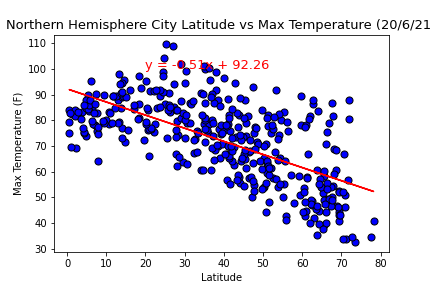 Northern Hemisphere City Latitude vs Max Temperature (20/6/21
y = -0.51x + 92.26
Max Temperature (F)
110
100
90
80
70
60
50
40
30
0 10 20 30 40 50 60 70 80
Latitude